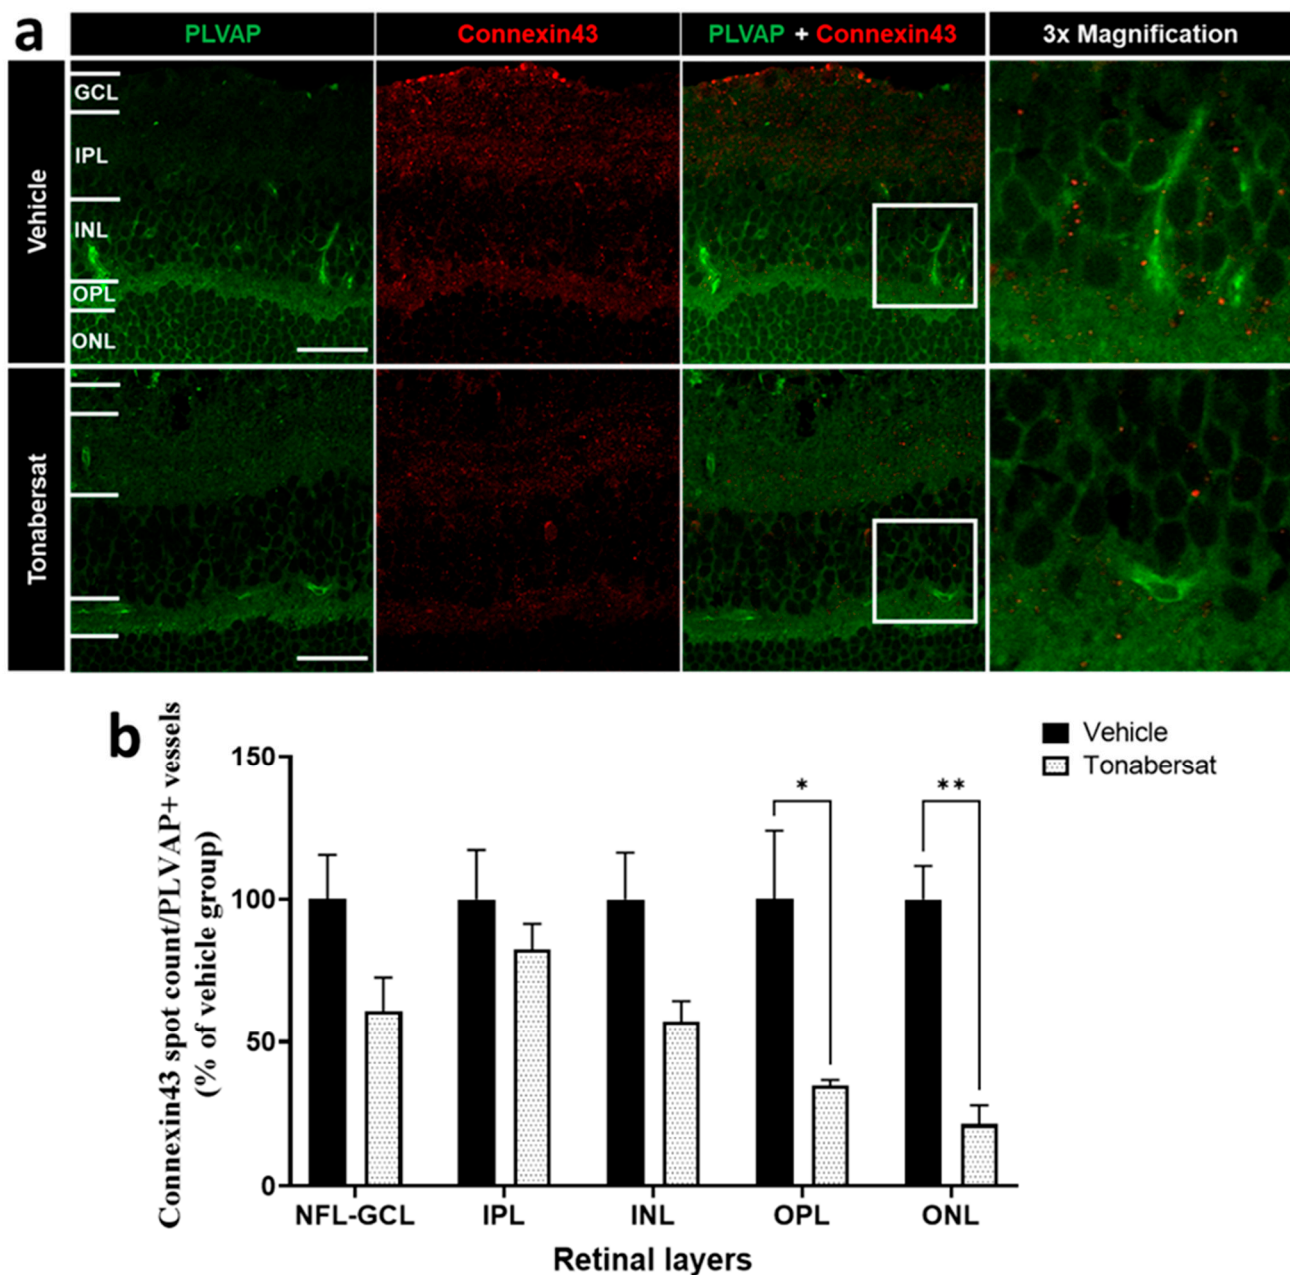 a
PLVAP
Connexin43
PLVAP + Connexin43
3x Magnification
Vehicle
GCL
IPL
INL
OPL
ONL
Tonabersat
b
Connexin43 spot count/PLVAP+ vessels
(% of vehicle group)
150
100
50
0
*
**
Vehicle
Tonabersat
NFL-GCL
IPL
INL
OPL
ONL
Retinal layers